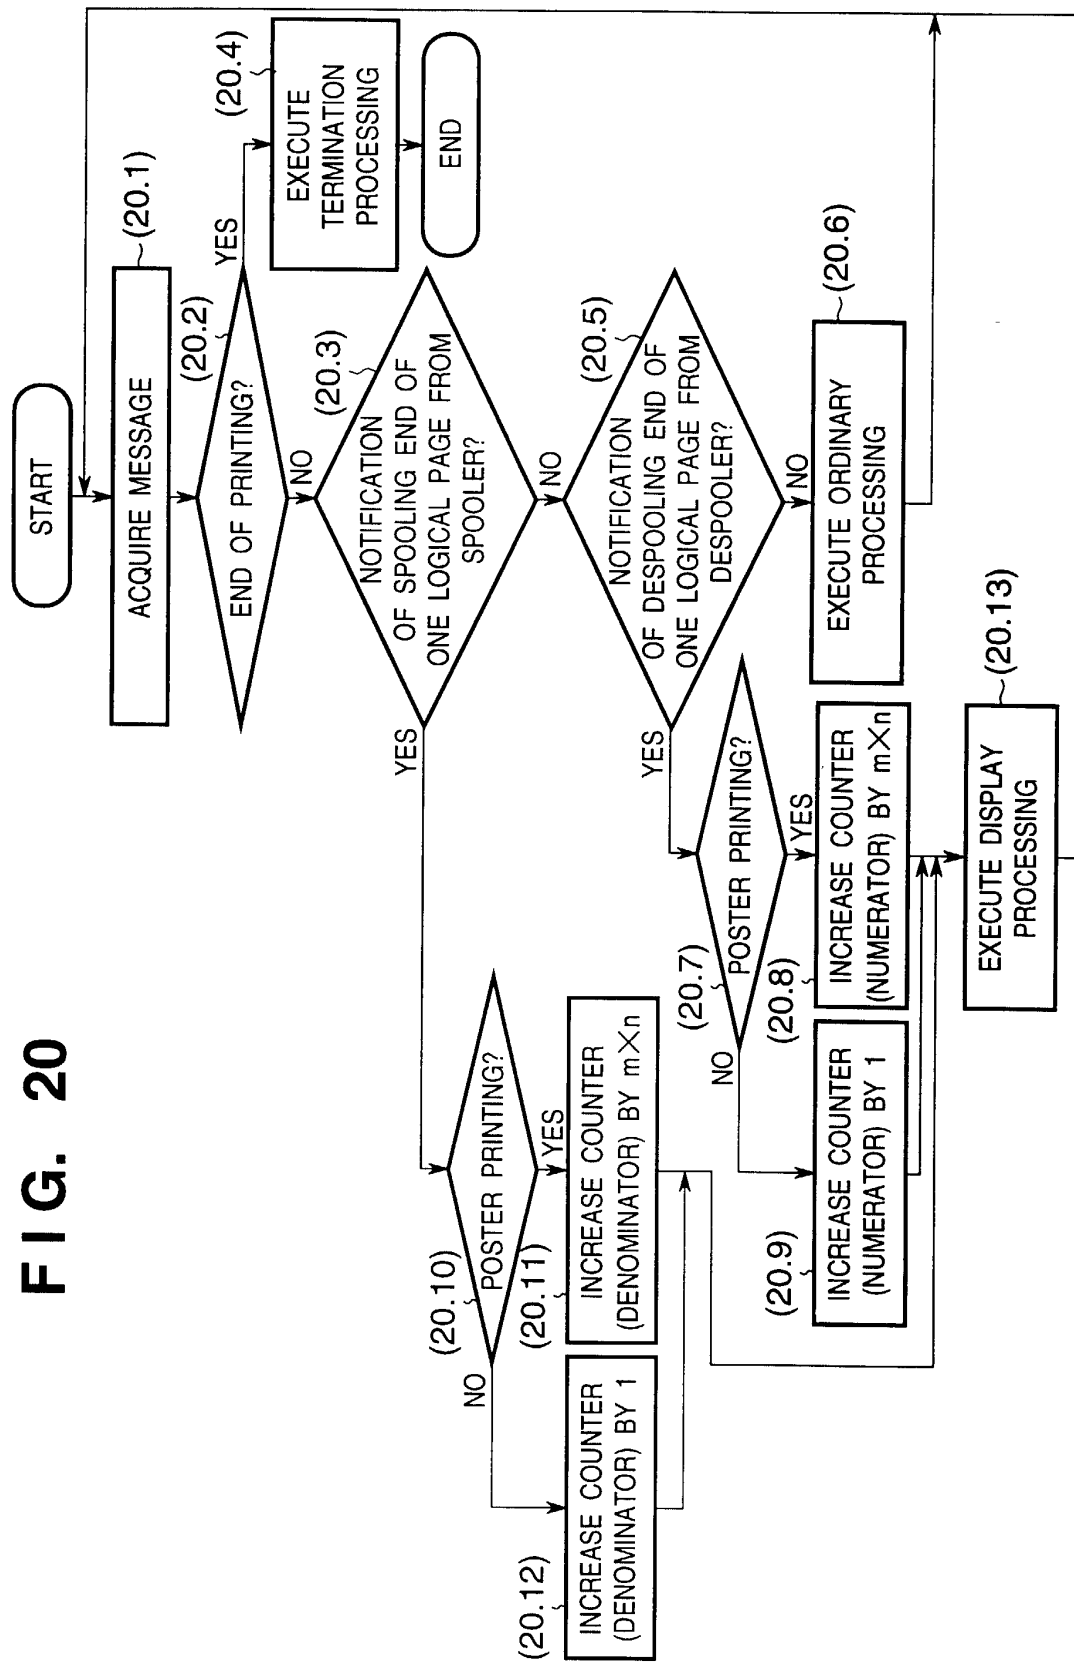 FIG. 20
START
ACQUIRE MESSAGE
(20.1)
END OF PRINTING?
(20.2)
YES
NO
EXECUTE
TERMINATION
PROCESSING
(20.4)
END
NOTIFICATION
OF SPOOLING END OF
ONE LOGICAL PAGE FROM
SPOOLER?
(20.3)
YES
NO
NOTIFICATION
OF DESPOOLING END OF
ONE LOGICAL PAGE FROM
DESPOOLER?
(20.5)
YES
NO
EXECUTE ORDINARY
PROCESSING
(20.6)
POSTER PRINTING?
(20.7)
NO
YES
INCREASE COUNTER
(NUMERATOR) BY m×n
(20.8)
INCREASE COUNTER
(NUMERATOR) BY 1
(20.9)
POSTER PRINTING?
(20.10)
NO
YES
INCREASE COUNTER
(DENOMINATOR) BY m×n
(20.11)
INCREASE COUNTER
(DENOMINATOR) BY 1
(20.12)
EXECUTE DISPLAY
PROCESSING
(20.13)